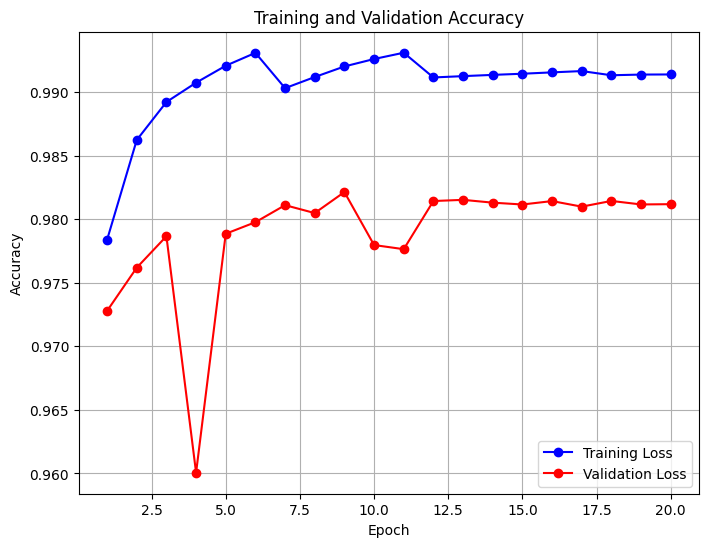 Training and Validation Accuracy
0.990
0.985
0.980
0.975
0.970
0.965
0.960
Accuracy
2.5 5.0 7.5 10.0 12.5 15.0 17.5 20.0
Epoch
Training Loss
Validation Loss